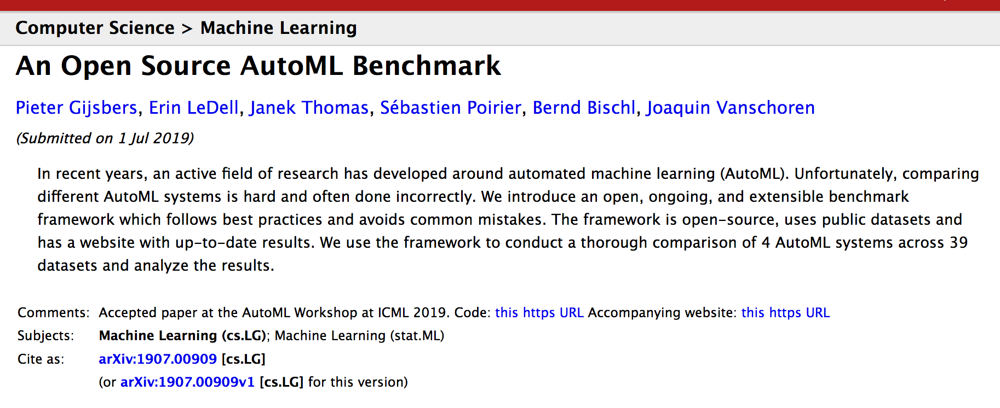 Computer Science > Machine Learning
An Open Source AutoML Benchmark
Pieter Gijsbers, Erin LeDell, Janek Thomas, Sébastien Poirier, Bernd Bischl, Joaquin Vanschoren
(Submitted on 1 Jul 2019)
In recent years, an active field of research has developed around automated machine learning (AutoML). Unfortunately, comparing
different AutoML systems is hard and often done incorrectly. We introduce an open, ongoing, and extensible benchmark
framework which follows best practices and avoids common mistakes. The framework is open-source, uses public datasets and
has a website with up-to-date results. We use the framework to conduct a thorough comparison of 4 AutoML systems across 39
datasets and analyze the results.
Comments: Accepted paper at the AutoML Workshop at ICML 2019. Code: this https URL Accompanying website: this https URL
Subjects: Machine Learning (cs.LG); Machine Learning (stat.ML)
Cite as: arXiv:1907.00909 [cs.LG]
(or arXiv:1907.00909v1 [cs.LG] for this version)